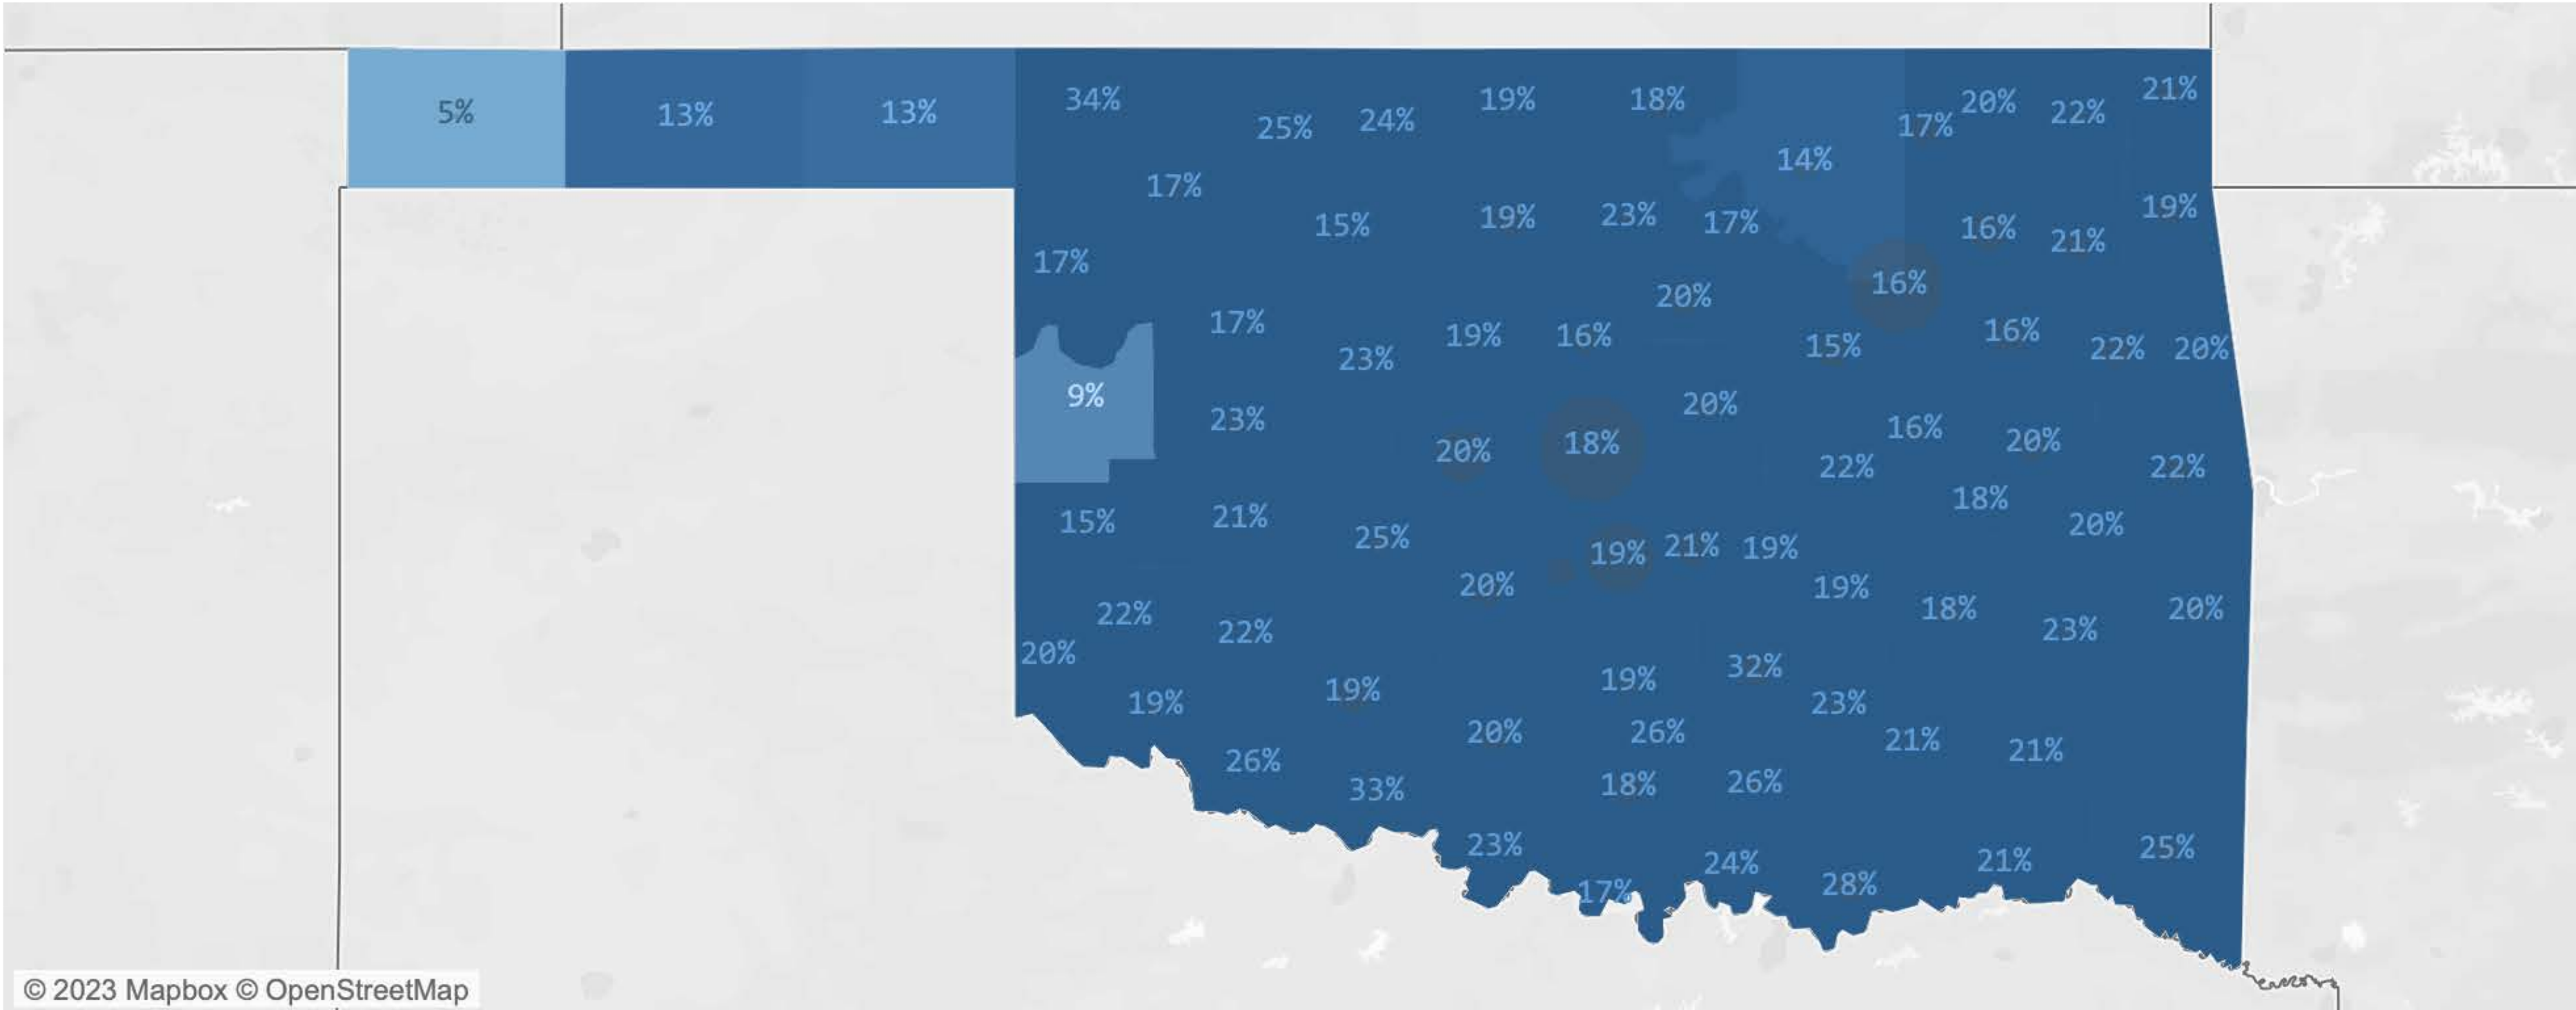 5% 13% 13% 34% 25% 24% 19% 18% 17% 20% 22% 21%
14%
17% 15% 19% 23% 17% 16% 21% 19%
17% 20% 16%
17% 23% 19% 16% 15% 16% 22% 20%
9% 23% 20% 18% 20% 22% 16% 20% 22%
15% 21% 25% 19% 21% 19% 18% 20%
20% 19%
22% 22% 18% 23% 20%
20% 19% 19% 19% 32% 23%
26% 33% 20% 26% 18% 26% 21% 21%
23% 17% 24% 28% 21% 25%
© 2023 Mapbox © OpenStreetMap